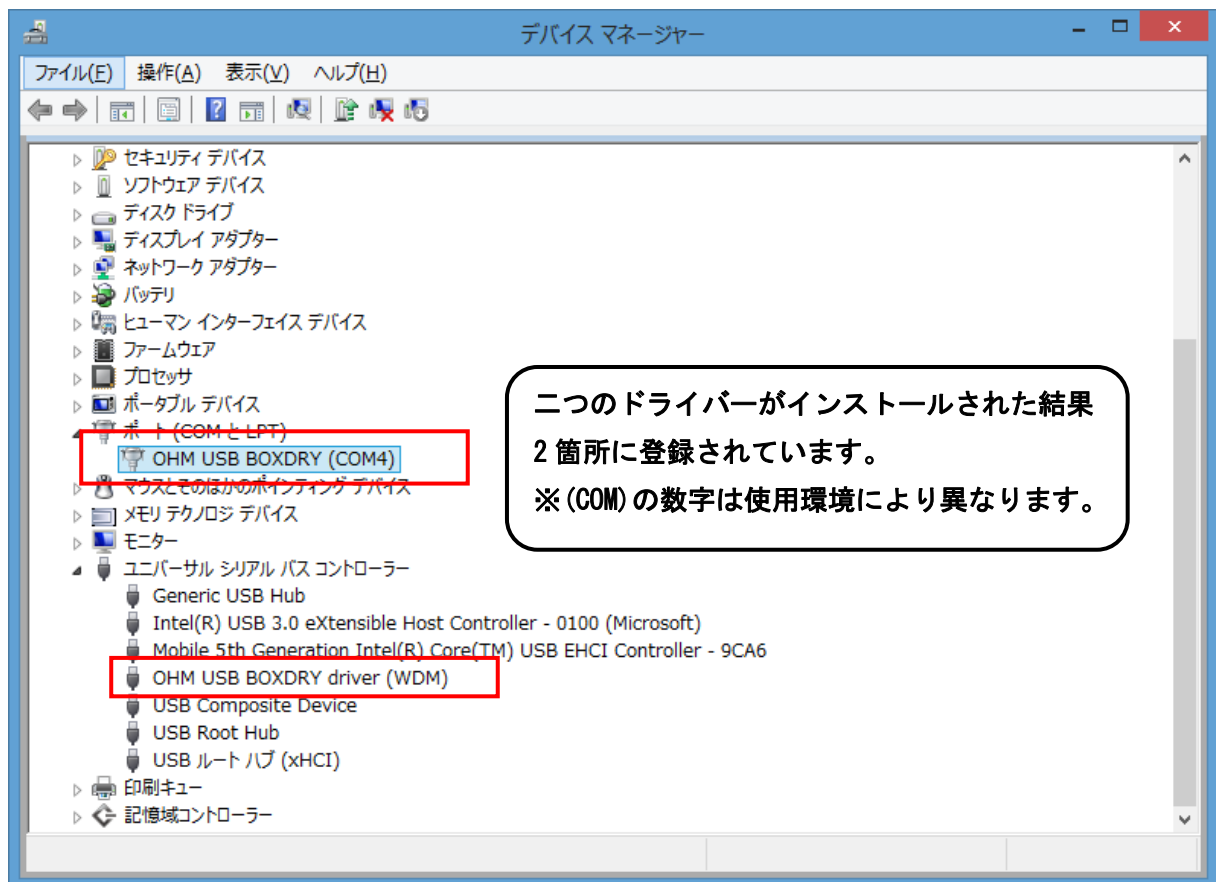 デバイス マネージャー
ファイル(F) 操作(A) 表示(V) ヘルプ(H)
セキュリティ デバイス
ソフトウェア デバイス
ディスク ドライブ
ディスプレイ アダプター
ネットワーク アダプター
バッテリ
ヒューマン インターフェイス デバイス
ファームウェア
プロセッサ
ポータブル デバイス
ポート (COM と LPT)
OHM USB BOXDRY (COM4)
マウスとそのほかのポインティング デバイス
メモリ テクノロジ デバイス
モニター
ユニバーサル シリアル バス コントローラー
Generic USB Hub
Intel(R) USB 3.0 eXtensible Host Controller - 0100 (Microsoft)
Mobile 5th Generation Intel(R) Core(TM) USB EHCI Controller - 9CA6
OHM USB BOXDRY driver (WDM)
USB Composite Device
USB Root Hub
USB ルート ハブ (xHCI)
印刷キュー
記憶域コントローラー
二つのドライバーがインストールされた結果
2箇所に登録されています。
※(COM)の数字は使用環境により異なります。